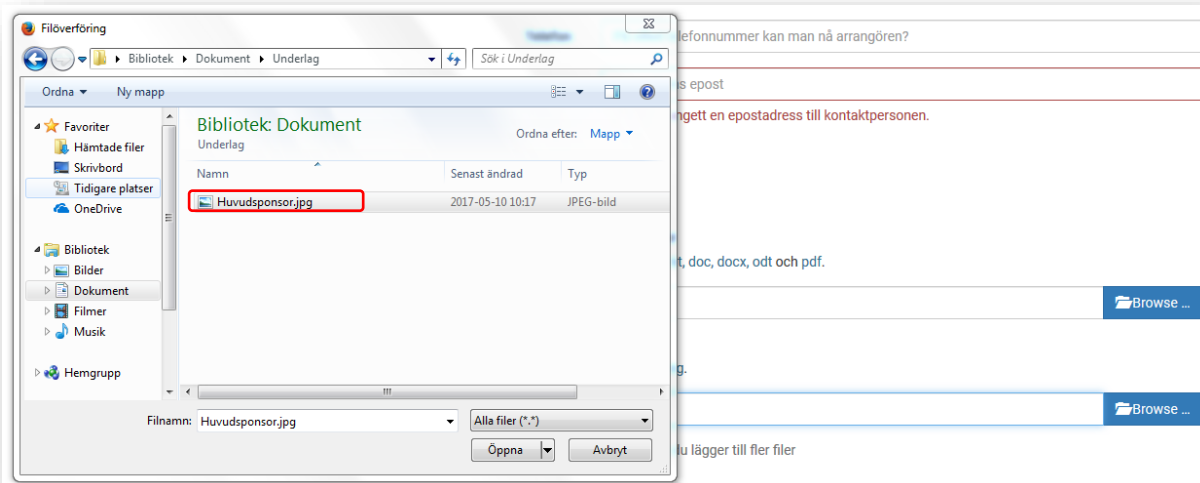 Filöverföring
Bibliotek Dokument Underlag
Sök i Underlag
Ordna Ny mapp
Favoriter
Hämtade filer
Skrivbord
Tidigare platser
OneDrive
Bibliotek
Bilder
Dokument
Filmer
Musik
Hemgrupp
Bibliotek: Dokument
Underlag
Ordna efter: Mapp
Namn Senast ändrad Typ
Huvudsponsor.jpg 2017-05-10 10:17 JPEG-bild
Filnamn: Huvudsponsor.jpg
Alla filer (*.*)
Öppna Avbryt
lefonnummer kan man nå arrangören?
s epost
ngett en epostadress till kontaktpersonen.
t, doc, docx, odt och pdf.
Browse ...
g.
Browse ...
du lägger till fler filer